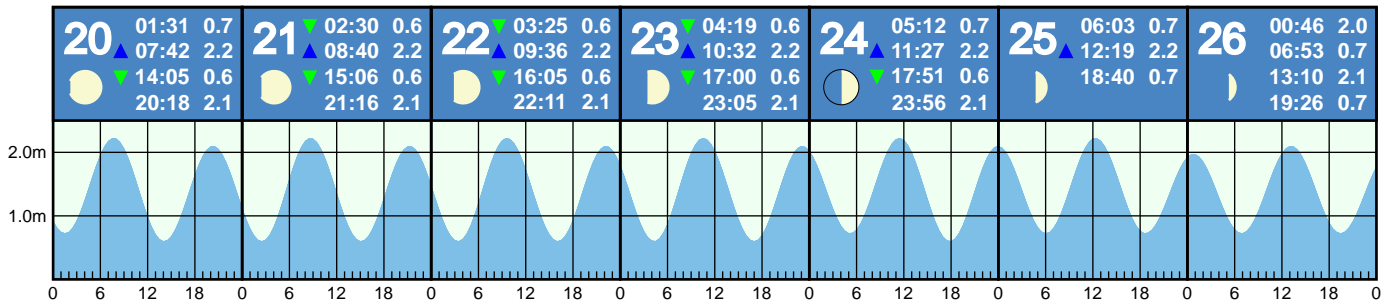 20 01:31 0.7
▲ 07:42 2.2
▼ 14:05 0.6
20:18 2.1
21 ▼ 02:30 0.6
▲ 08:40 2.2
▼ 15:06 0.6
21:16 2.1
22 ▼ 03:25 0.6
▲ 09:36 2.2
▼ 16:05 0.6
22:11 2.1
23 ▼ 04:19 0.6
▲ 10:32 2.2
▼ 17:00 0.6
23:05 2.1
24 05:12 0.7
▲ 11:27 2.2
▼ 17:51 0.6
23:56 2.1
25 06:03 0.7
▲ 12:19 2.2
18:40 0.7
26 00:46 2.0
06:53 0.7
13:10 2.1
19:26 0.7
2.0m
1.0m
0 6 12 18 0 6 12 18 0 6 12 18 0 6 12 18 0 6 12 18 0 6 12 18 0 6 12 18 0